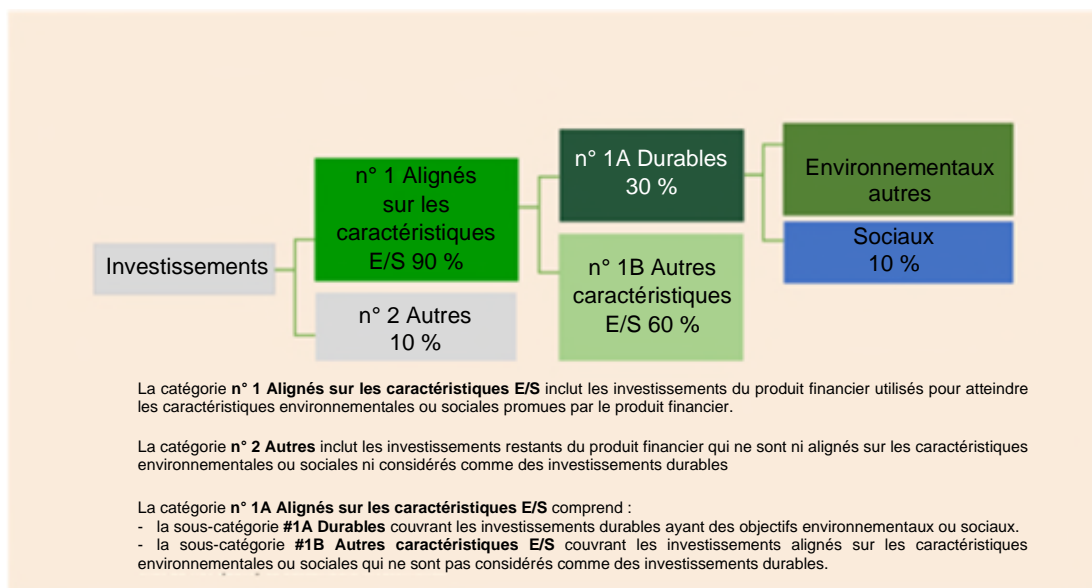 Investissements
n° 1 Alignés
sur les
caractéristiques
E/S 90 %
n° 2 Autres
10 %
n° 1A Durables
30 %
n° 1B Autres
caractéristiques
E/S 60 %
Environnementaux
autres
Sociaux
10 %
La catégorie n° 1 Alignés sur les caractéristiques E/S inclut les investissements du produit financier utilisés pour atteindre
les caractéristiques environnementales ou sociales promues par le produit financier.
La catégorie n° 2 Autres inclut les investissements restants du produit financier qui ne sont ni alignés sur les caractéristiques
environnementales ou sociales ni considérés comme des investissements durables
La catégorie n° 1A Alignés sur les caractéristiques E/S comprend :
- la sous-catégorie #1A Durables couvrant les investissements durables ayant des objectifs environnementaux ou sociaux.
- la sous-catégorie #1B Autres caractéristiques E/S couvrant les investissements alignés sur les caractéristiques
environnementales ou sociales qui ne sont pas considérés comme des investissements durables.